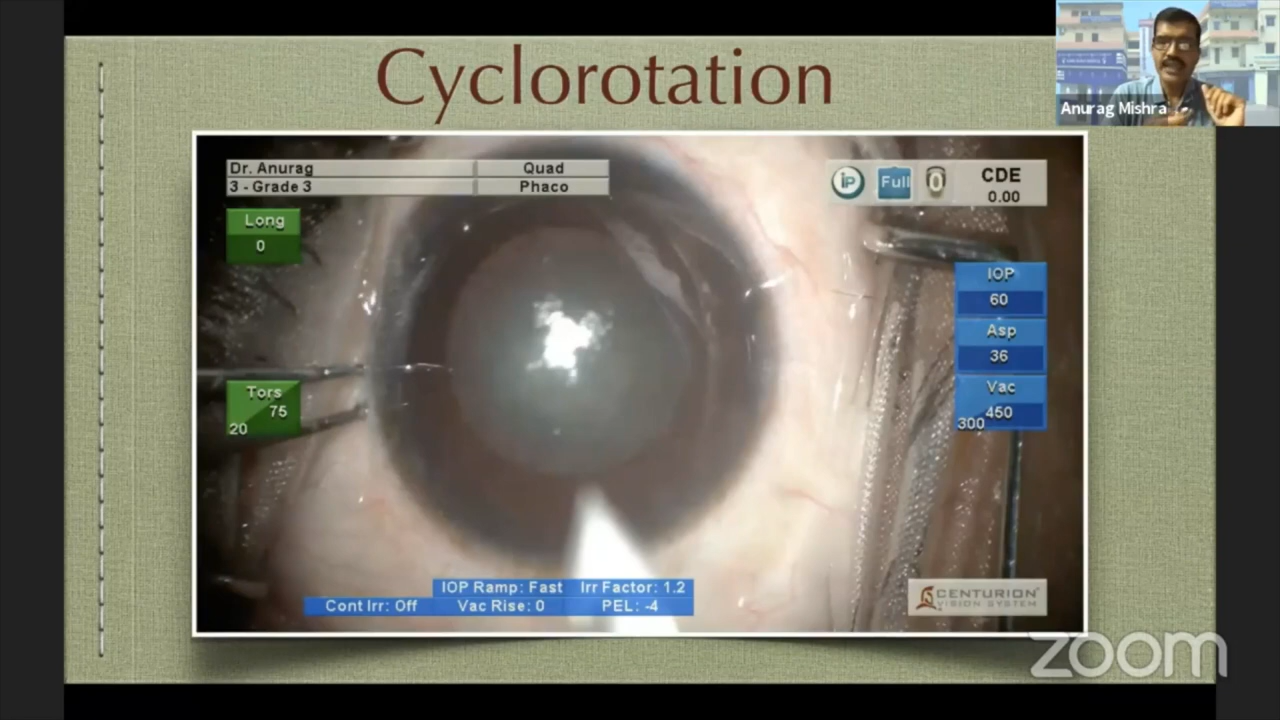 Cyclorotation
Anurag Mishra
Dr. Anurag
Quad
3 - Grade 3
Phaco
iP
Full
0
CDE
0.00
Long
0
IOP
60
Asp
36
Vac
450
300
Tors
75
20
IOP Ramp: Fast Irr Factor: 1.2
Cont Irr: Off Vac Rise: 0 PEL: -4
CENTURION
VISION SYSTEM
zoom